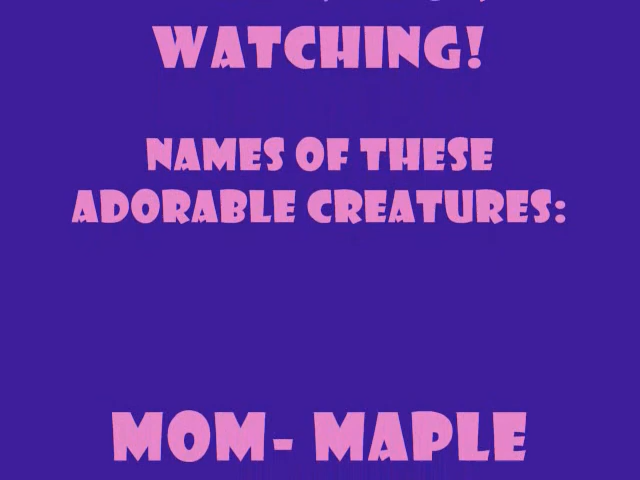 WATCHING!
NAMES OF THESE
ADORABLE CREATURES:
MOM- MAPLE